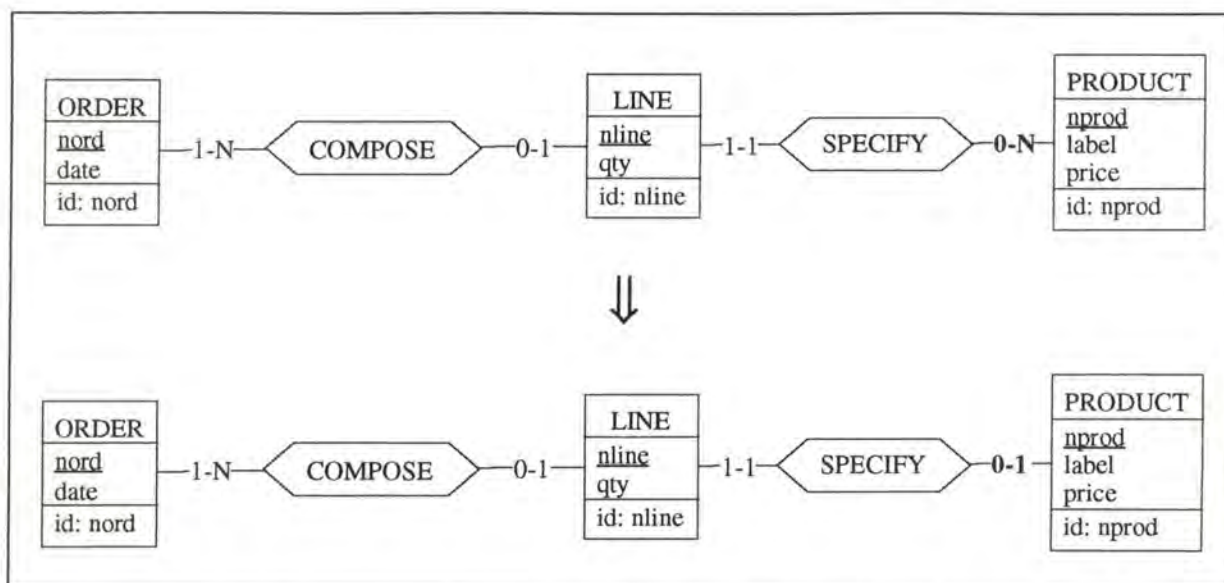 ORDER
nord
date
id: nord
1-N
COMPOSE
0-1
LINE
nline
qty
id: nline
1-1
SPECIFY
0-N
PRODUCT
nprod
label
price
id: nprod
⇓
ORDER
nord
date
id: nord
1-N
COMPOSE
0-1
LINE
nline
qty
id: nline
1-1
SPECIFY
0-1
PRODUCT
nprod
label
price
id: nprod